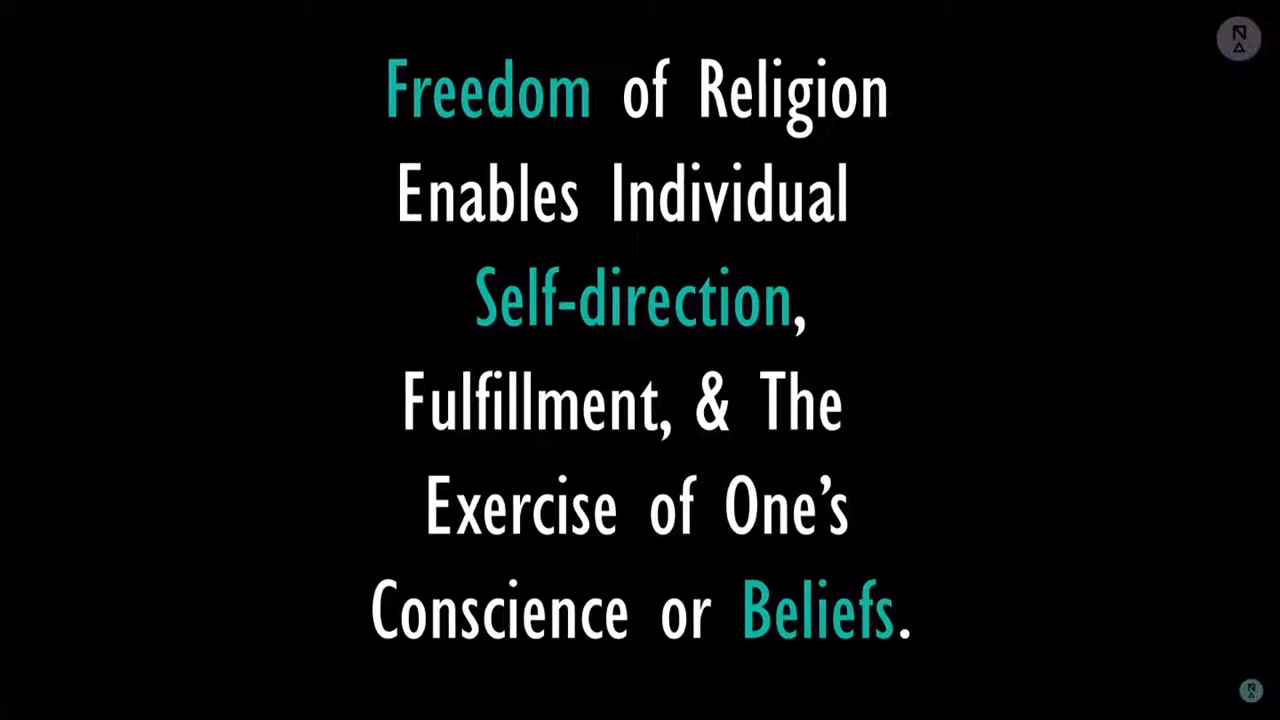 Freedom of Religion
Enables Individual
Self-direction,
Fulfillment, & The
Exercise of One’s
Conscience or Beliefs.